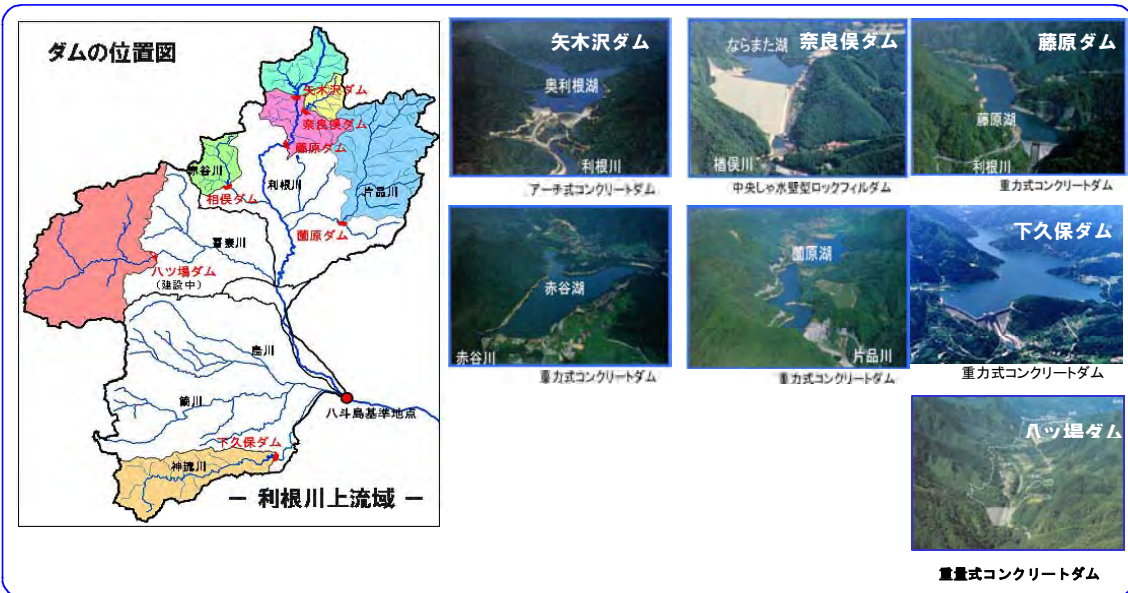 ダムの位置図
矢木沢ダム
奈良俣ダム
藤原ダム
赤谷川
利根川
片品川
相俣ダム
薗原ダム
吾妻川
八ッ場ダム
（建設中）
烏川
鏑川
八斗島基準地点
下久保ダム
神流川
－ 利根川上流域 －
矢木沢ダム
奥利根湖
利根川
アーチ式コンクリートダム
ならまた湖
奈良俣ダム
楢俣川
中央しゃ水壁型ロックフィルダム
藤原ダム
藤原湖
利根川
重力式コンクリートダム
赤谷湖
赤谷川
重力式コンクリートダム
薗原湖
片品川
重力式コンクリートダム
下久保ダム
重力式コンクリートダム
八ッ場ダム
重量式コンクリートダム